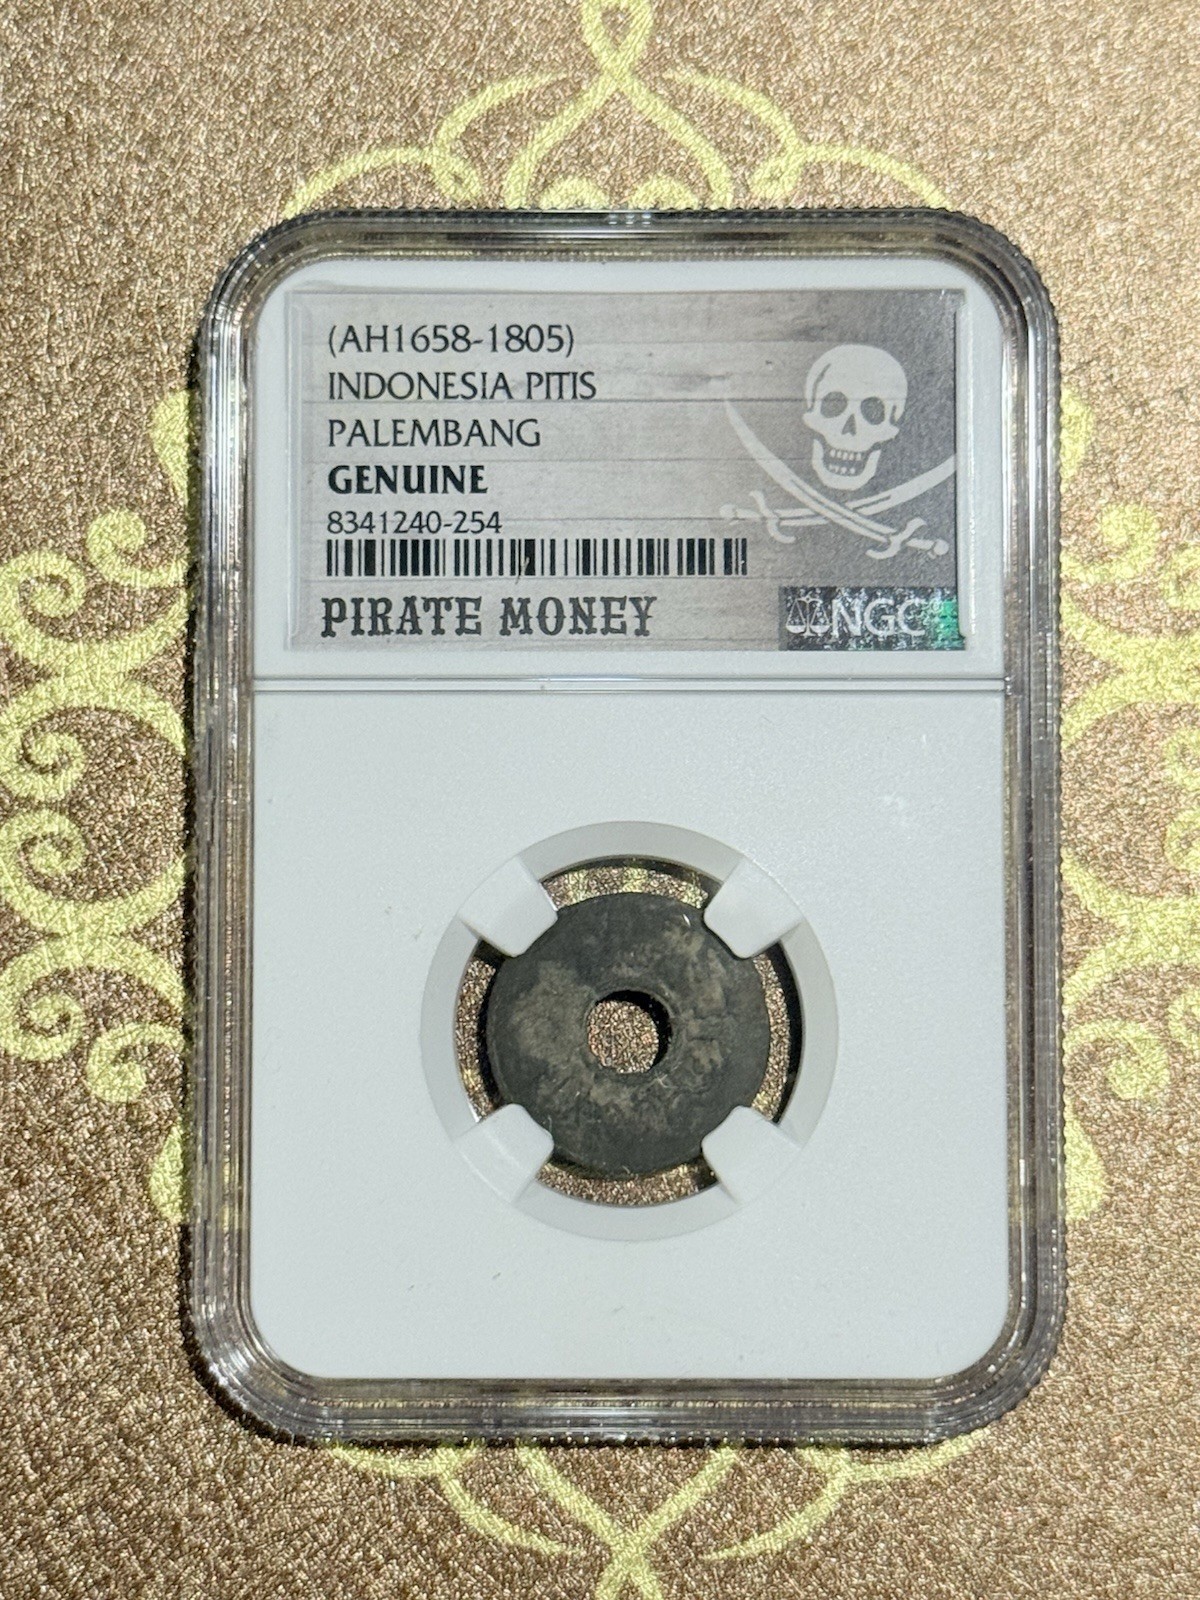 (AH1658-1805)
INDONESIA PITIS
PALEMBANG
GENUINE
8341240-254
PIRATE MONEY
NGC